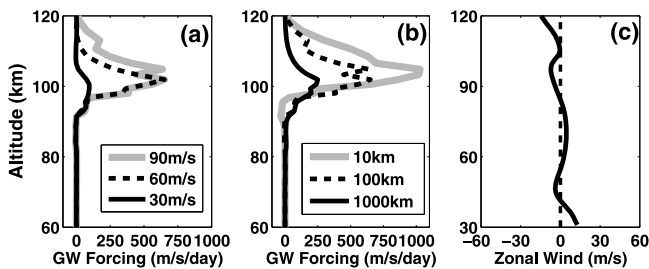 120
100
80
60
Altitude (km)
(a)
90m/s
60m/s
30m/s
0 250 500 750 1000
GW Forcing (m/s/day)
120
100
80
60
(b)
10km
100km
1000km
0 250 500 750 1000
GW Forcing (m/s/day)
120
90
60
30
(c)
−60 −30 0 30 60
Zonal Wind (m/s)